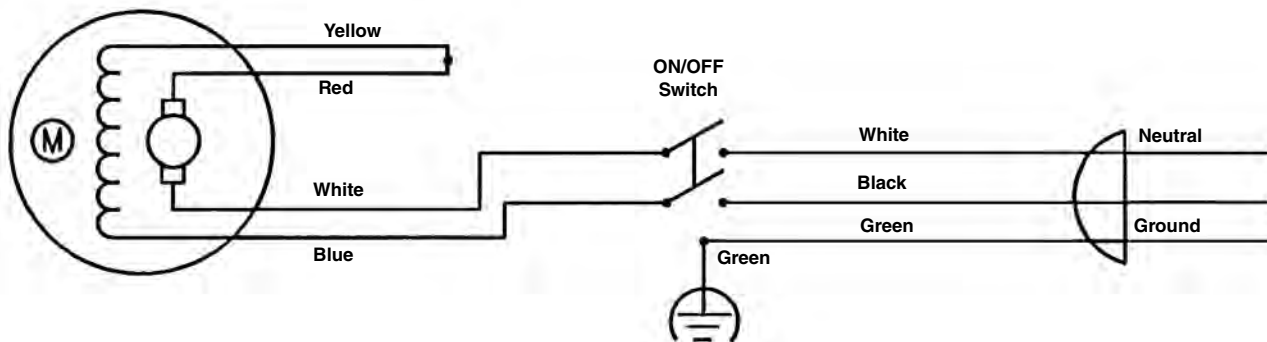 Yellow
Red
ON/OFF
Switch
M
White
Blue
White
Neutral
Black
Green
Ground
Green